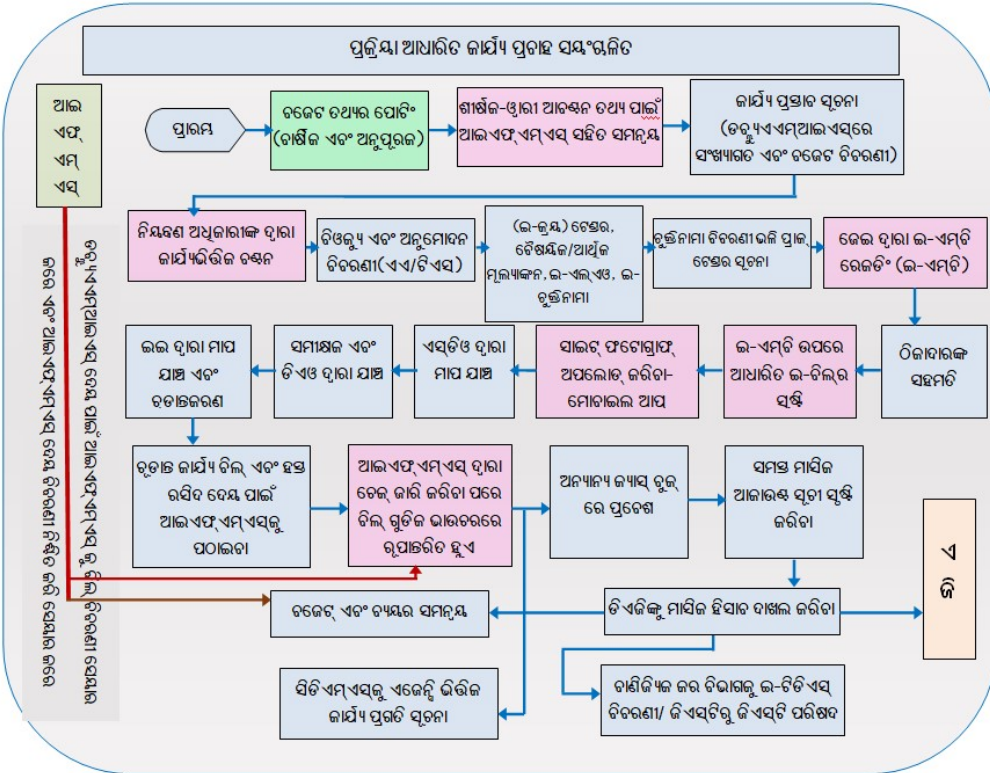 ପ୍ରକ୍ରିୟା ଆଧାରିତ କାର୍ଯ୍ୟ ପ୍ରବାହ ସ୍ୱୟଂଚାଳିତ
ଆଇ
ଏଫ୍
ଏମ୍
ଏସ୍
ପ୍ରାରମ୍ଭ
ବଜେଟ ତଥ୍ୟର ପୋଟିଂ
(ବାର୍ଷିକ ଏବଂ ଅନୁପୂରକ)
ଶୀର୍ଷକ-ୱାରୀ ଆବଣ୍ଟନ ତଥ୍ୟ ପାଇଁ
ଆଇଏଫ୍ଏମ୍ଏସ୍ ସହିତ ସମନ୍ୱୟ
କାର୍ଯ୍ୟ ପ୍ରସ୍ତାବ ସୂଚନା
(ଡବ୍ଲ୍ୟୁଏଏମ୍ଆଇଏସ୍‌ରେ
ସଂଖ୍ୟାଗତ ଏବଂ ବଜେଟ ବିବରଣୀ)
ନିୟନ୍ତ୍ରଣ ଅଧିକାରୀଙ୍କ ଦ୍ୱାରା
କାର୍ଯ୍ୟଭିତ୍ତିକ ବଣ୍ଟନ
ବିଓକ୍ୟୁ ଏବଂ ଅନୁମୋଦନ
ବିବରଣୀ(ଏଏ/ଟିଏସ୍)
(ଇ-କ୍ରୟ) ଟେଣ୍ଡର,
ବୈଷୟିକ/ଆର୍ଥିକ
ମୂଲ୍ୟାଙ୍କନ,ଇ-ଏଲ୍ଏଓ, ଇ-
ଚୁକ୍ତିନାମା
ଚୁକ୍ତିନାମା ବିବରଣୀ ଭଳି ପ୍ରାକ୍
ଟେଣ୍ଡର ସୂଚନା
ଜେଇ ଦ୍ୱାରା ଇ-ଏମ୍ବି
ରେକର୍ଡିଂ (ଇ-ଏମ୍ବି)
ଇଇ ଦ୍ୱାରା ମାପ
ଯାଞ୍ଚ ଏବଂ
ଚୂଡାନ୍ତକରଣ
ସମୀକ୍ଷକ ଏବଂ
ଡିଏଓ ଦ୍ୱାରା ଯାଞ୍ଚ
ଏସ୍‌ଡିଓ ଦ୍ୱାରା
ମାପ ଯାଞ୍ଚ
ସାଇଟ୍ ଫଟୋଗ୍ରାଫ୍
ଅପଲୋଡ୍ କରିବା-
ମୋବାଇଲ ଆପ
ଇ-ଏମ୍ବି ଉପରେ
ଆଧାରିତ ଇ-ବିଲ୍‌ର
ସୃଷ୍ଟି
ଠିକାଦାରଙ୍କ
ସହମତି
ଚୂଡାନ୍ତ କାର୍ଯ୍ୟ ବିଲ୍ ଏବଂ ହସ୍ତ
ରସିଦ ଦେୟ ପାଇଁ
ଆଇଏଫ୍ଏମ୍ଏସ୍‌କୁ
ପଠାଇବା
ଆଇଏଫ୍ଏମ୍ଏସ୍ ଦ୍ୱାରା
ଚେକ୍ ଜାରି କରିବା ପରେ
ବିଲ୍ ଗୁଡିକ ଭାଉଚରରେ
ରୂପାନ୍ତରିତ ହୁଏ
ଅନ୍ୟାନ୍ୟ କ୍ୟାସ୍ ବୁକ୍
ରେ ପ୍ରବେଶ
ସମସ୍ତ ମାସିକ
ଆକାଉଣ୍ଟ ସୂଚୀ ସୃଷ୍ଟି
କରିବା
ଏ
ଜି
ବଜେଟ୍ ଏବଂ ବ୍ୟୟର ସମନ୍ୱୟ
ଡିଏଜିଙ୍କୁ ମାସିକ ହିସାବ ଦାଖଲ କରିବା
ସିଡିଏମ୍ଏସ୍‌କୁ ଏଜେନ୍ସି ଭିତ୍ତିକ
କାର୍ଯ୍ୟ ପ୍ରଗତି ସୂଚନା
ବାଣିଜ୍ୟିକ କର ବିଭାଗକୁ ଇ-ଟିଡିଏସ୍
ବିବରଣୀ/ ଜିଏସ୍‌ଟିରୁ ଜିଏସ୍‌ଟି ପରିଷଦ